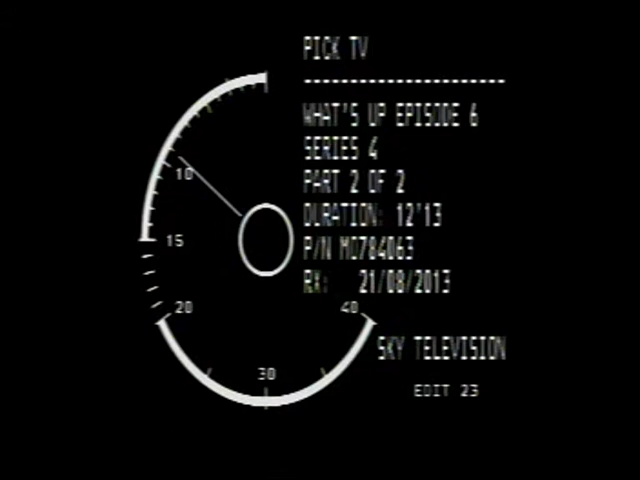 PICK TV
-----------------------
WHAT'S UP EPISODE 6
SERIES 4
PART 2 OF 2
DURATION: 12'13
P/N MO784063
RX: 21/08/2013
SKY TELEVISION
EDIT 23
10
15
20
30
40